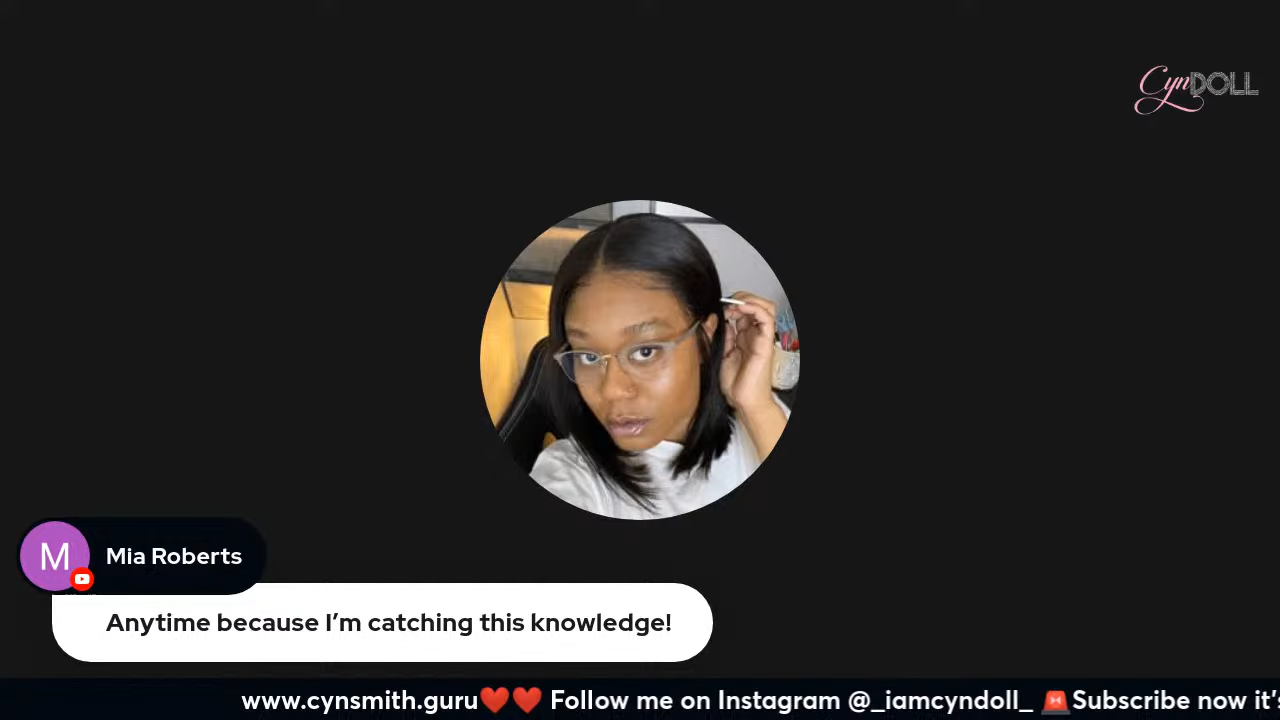 CynDOLL
M
Mia Roberts
Anytime because I’m catching this knowledge!
www.cynsmith.guru❤️❤️ Follow me on Instagram @_iamcyndoll_ 🚨Subscribe now it's